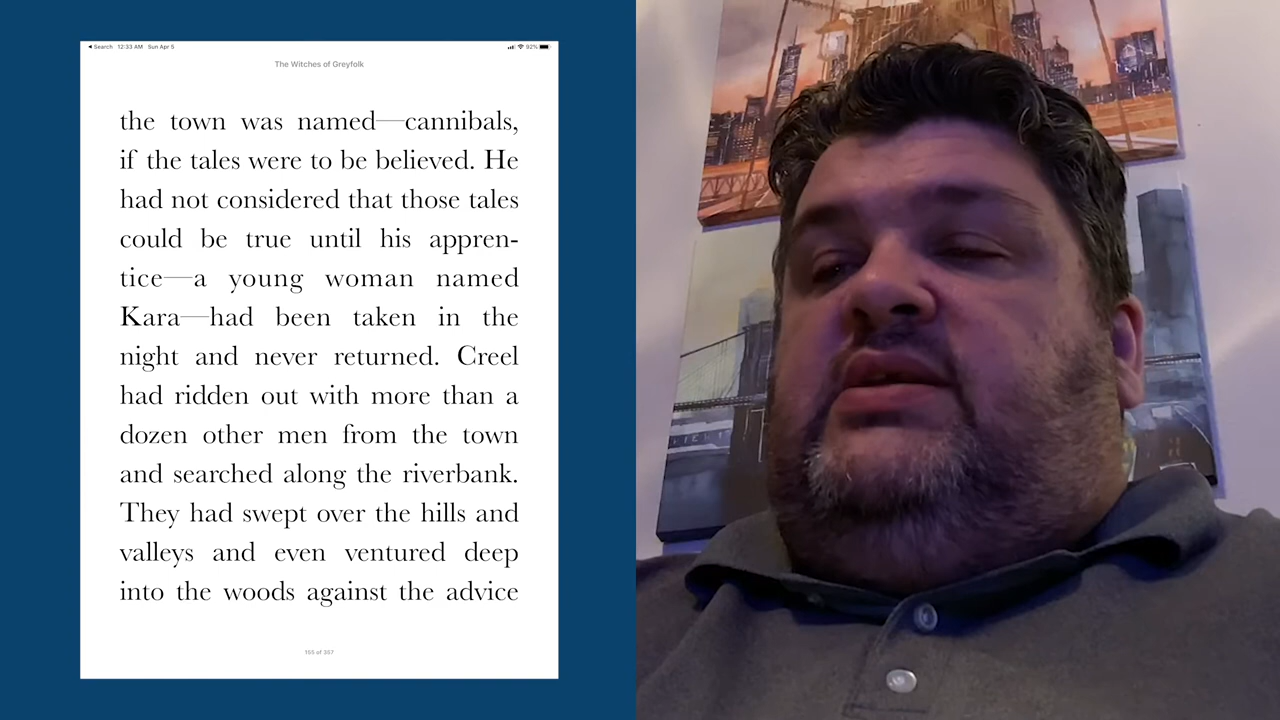 Search 12:33 AM Sun Apr 5 92%
The Witches of Greyfolk
the town was named—cannibals,
if the tales were to be believed. He
had not considered that those tales
could be true until his appren-
tice—a young woman named
Kara—had been taken in the
night and never returned. Creel
had ridden out with more than a
dozen other men from the town
and searched along the riverbank.
They had swept over the hills and
valleys and even ventured deep
into the woods against the advice
155 of 357